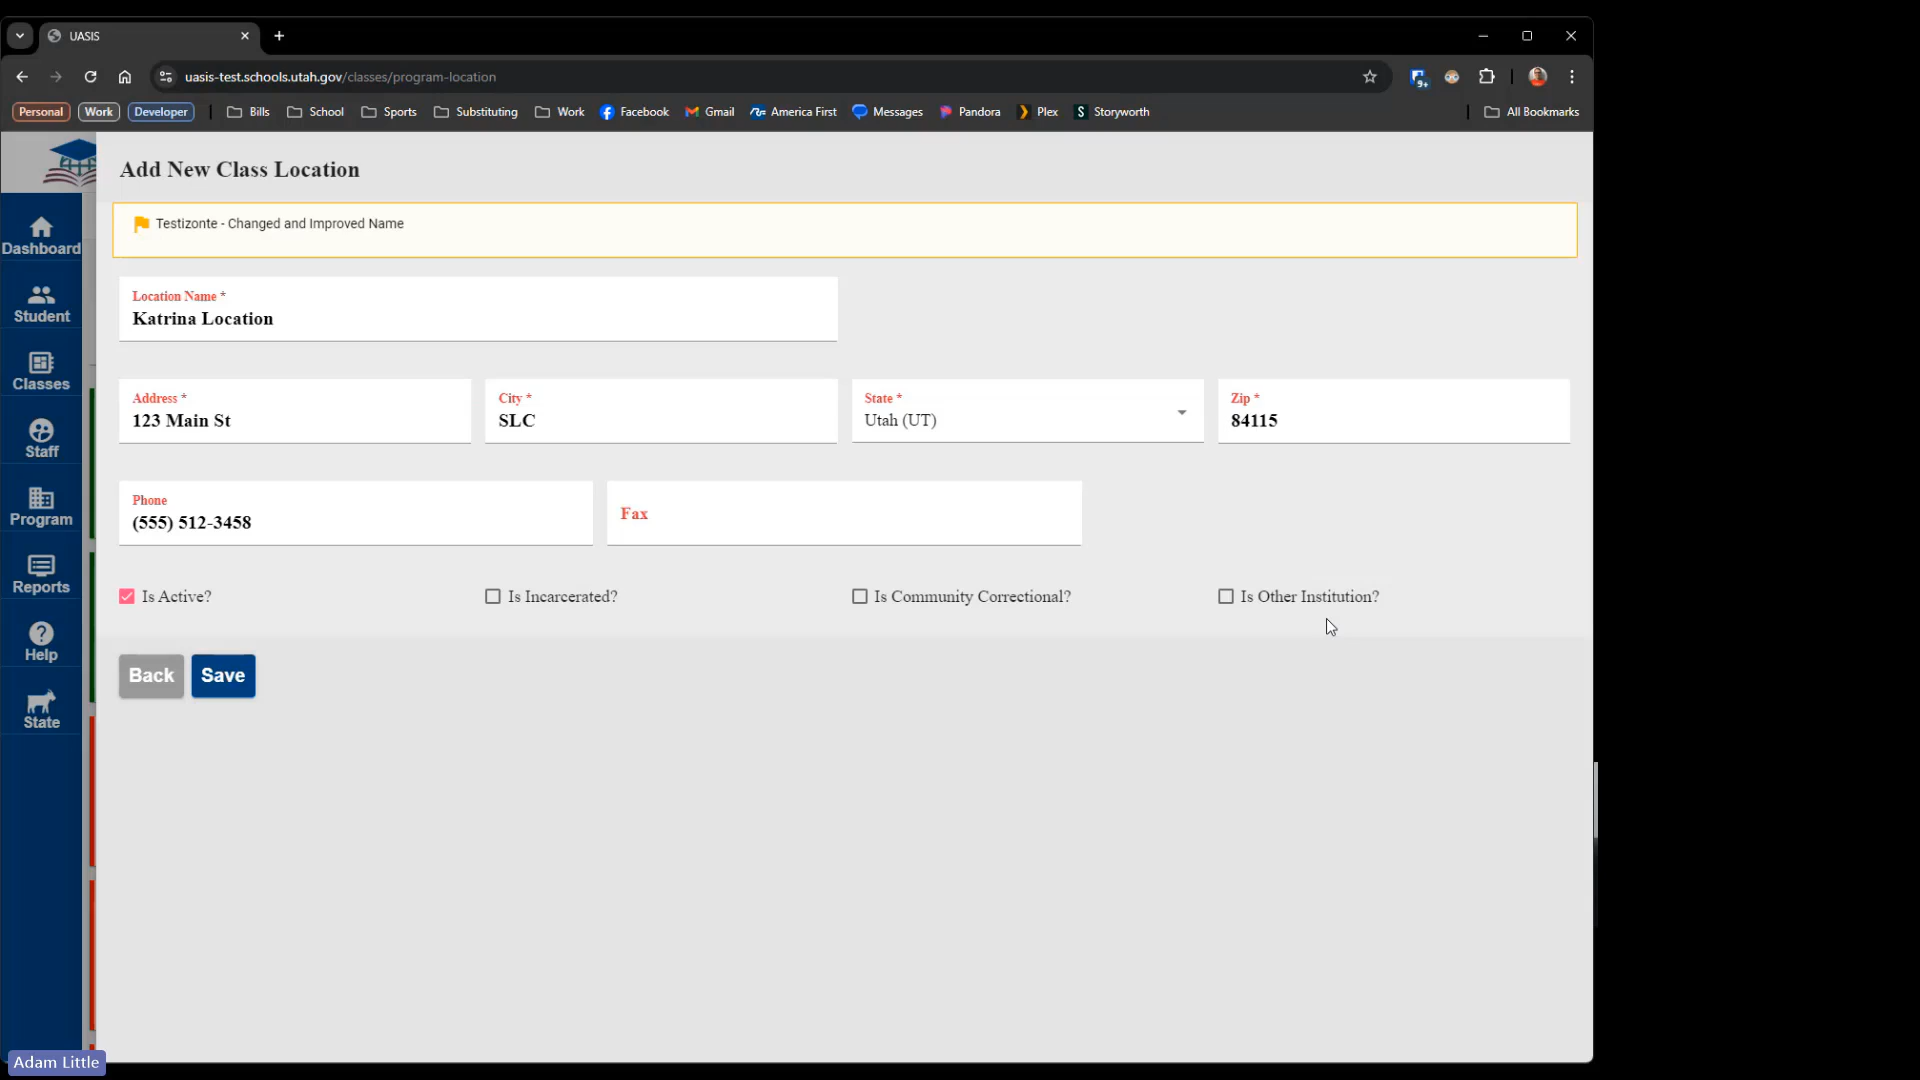 UASIS
uasis-test.schools.utah.gov/classes/program-location
Personal Work Developer Bills School Sports Substituting Work Facebook Gmail America First Messages Pandora Plex Storyworth All Bookmarks
Add New Class Location
Testizonte - Changed and Improved Name
Dashboard
Student
Classes
Staff
Program
Reports
Help
State
Location Name *
Katrina Location
Address * City * State * Zip *
123 Main St SLC Utah (UT) 84115
Phone
(555) 512-3458 Fax
Is Active? Is Incarcerated? Is Community Correctional? Is Other Institution?
Back Save
Adam Little
9+